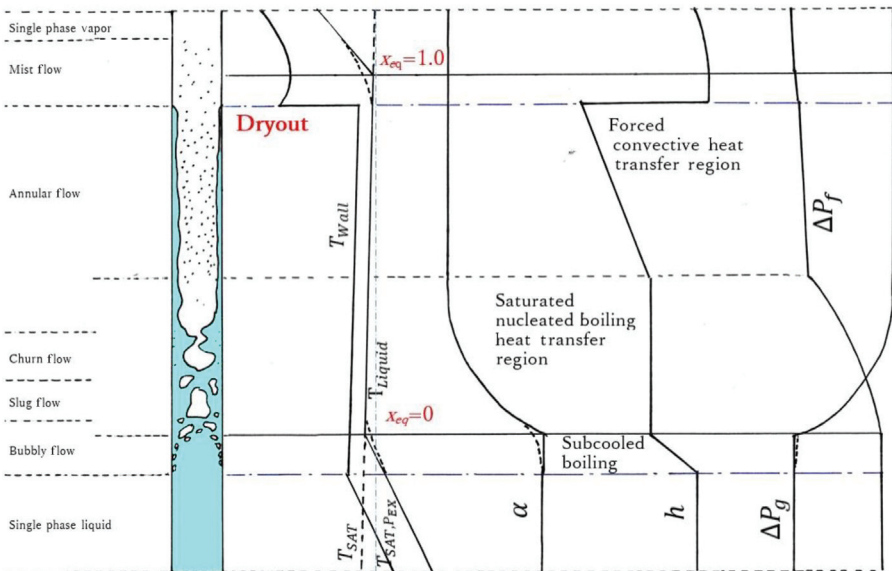 Single phase vapor
Mist flow
Annular flow
Churn flow
Slug flow
Bubbly flow
Single phase liquid
Dryout
x_eq=1.0
x_eq=0
T_Wall
T_Liquid
T_SAT
T_SAT,P_EX
Forced
convective heat
transfer region
Saturated
nucleated boiling
heat transfer
region
Subcooled
boiling
α
h
ΔP_g
ΔP_f